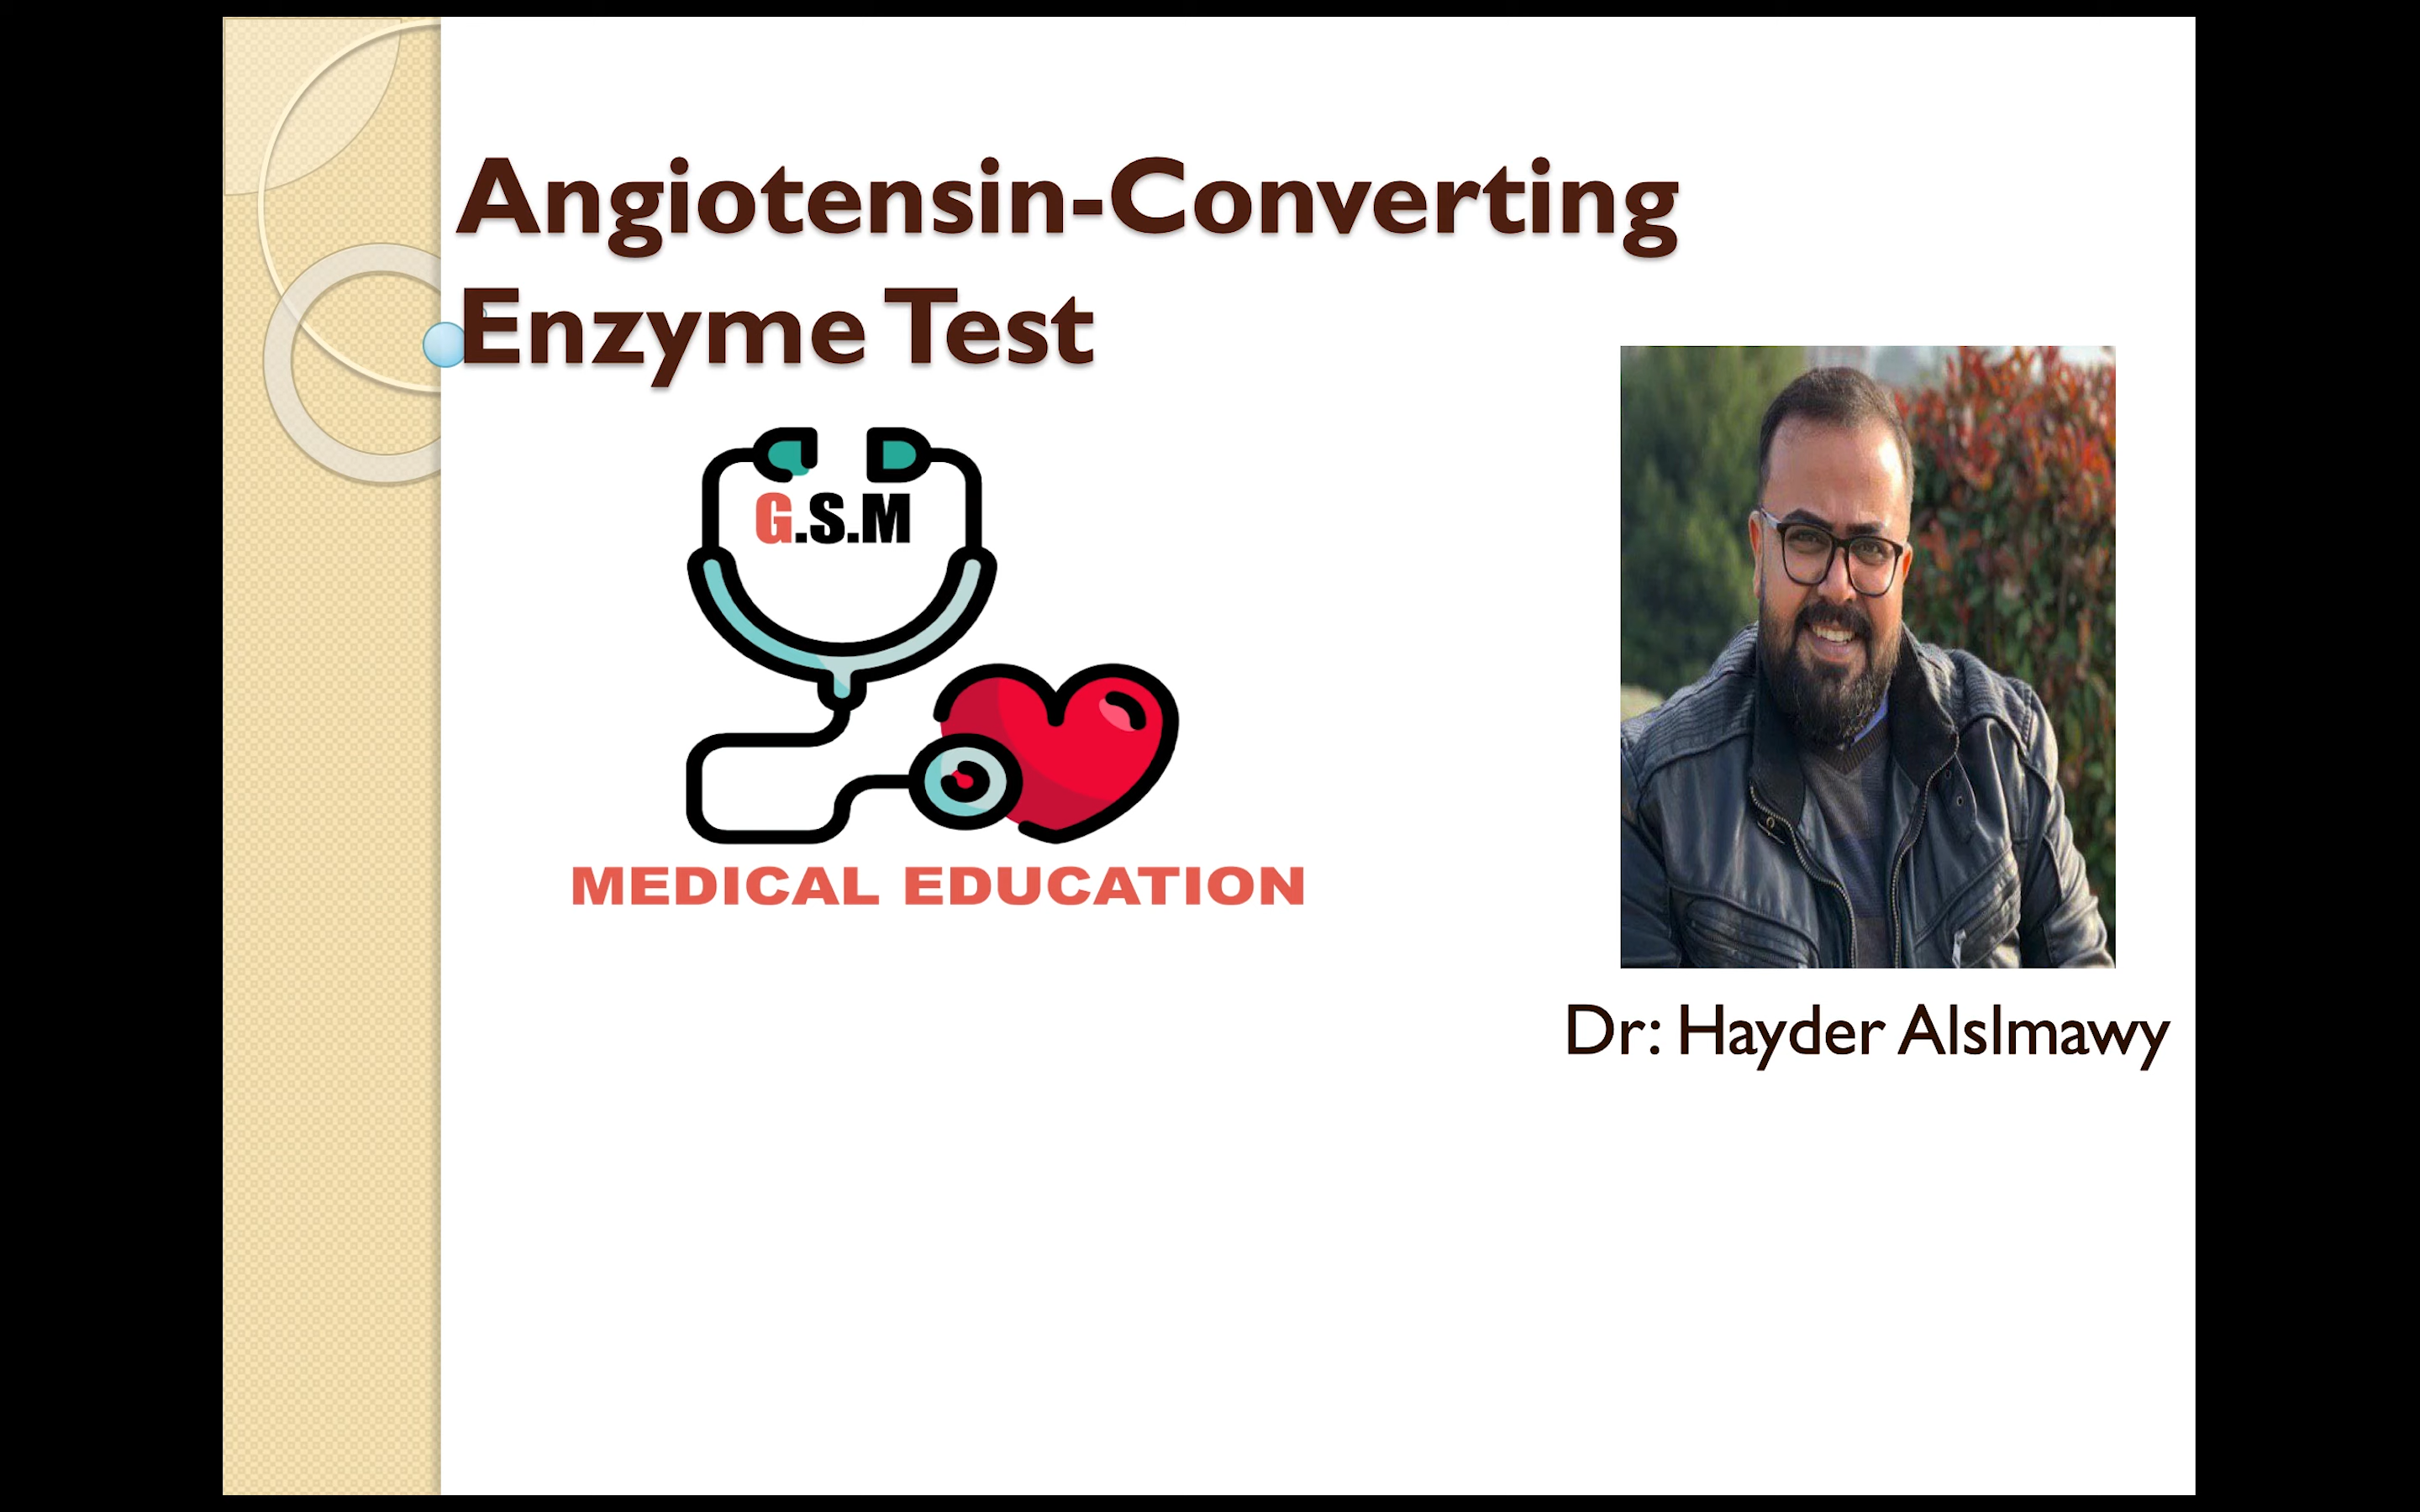 Angiotensin-Converting
Enzyme Test
G.S.M
MEDICAL EDUCATION
Dr: Hayder Alslmawy